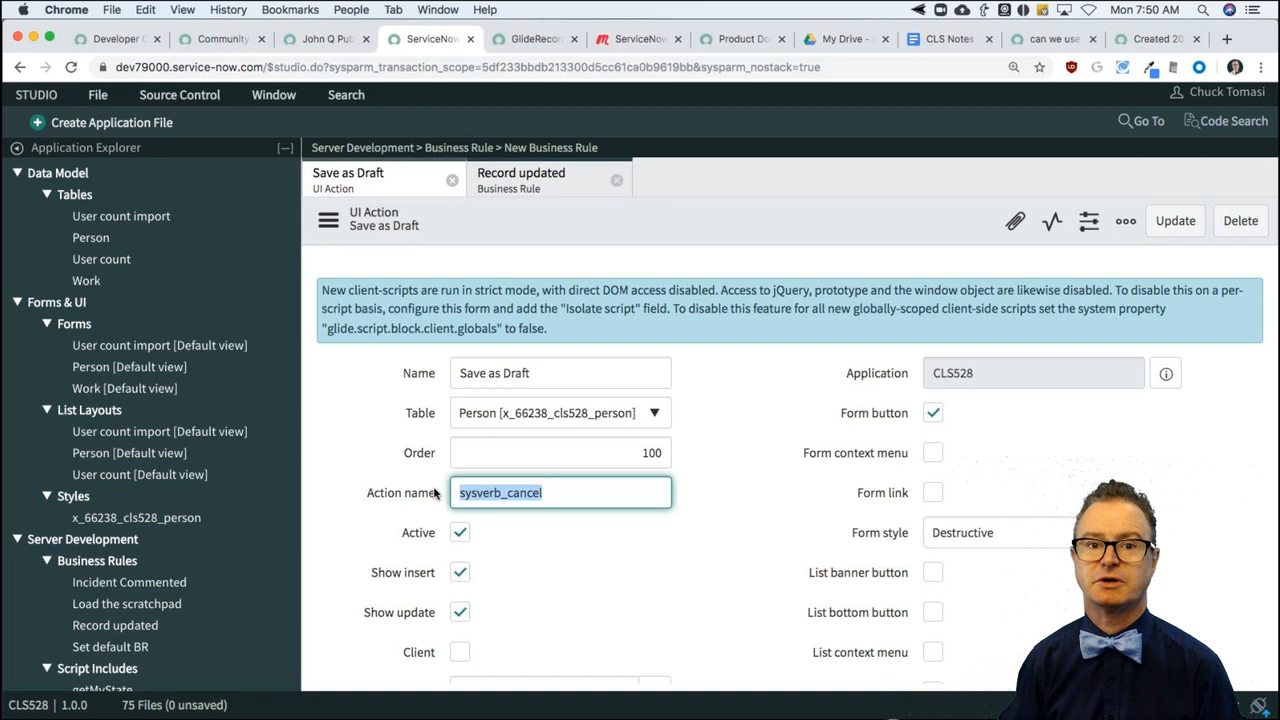 Chrome File Edit View History Bookmarks People Tab Window Help Mon 7:50 AM
Developer C Community John Q Pub ServiceNow GlideRecor ServiceNow Product Do My Drive - CLS Notes can we use Created 20
dev79000.service-now.com/$studio.do?sysparm_transaction_scope=5df233bbdb213300d5cc61ca0b9619bb&sysparm_nostack=true
STUDIO File Source Control Window Search Chuck Tomasi
Create Application File Go To Code Search
Application Explorer [—]
Server Development > Business Rule > New Business Rule
Data Model
Tables
User count import
Person
User count
Work
Forms & UI
Forms
User count import [Default view]
Person [Default view]
Work [Default view]
List Layouts
User count import [Default view]
Person [Default view]
User count [Default view]
Styles
x_66238_cls528_person
Server Development
Business Rules
Incident Commented
Load the scratchpad
Record updated
Set default BR
Script Includes
getMyState
Save as Draft
UI Action
Record updated
Business Rule
UI Action
Save as Draft
Update Delete
New client-scripts are run in strict mode, with direct DOM access disabled. Access to jQuery, prototype and the window object are likewise disabled. To disable this on a per-
script basis, configure this form and add the "Isolate script" field. To disable this feature for all new globally-scoped client-side scripts set the system property
"glide.script.block.client.globals" to false.
Name Save as Draft
Table Person [x_66238_cls528_person]
Order 100
Action name sysverb_cancel
Active
Show insert
Show update
Client
Application CLS528
Form button
Form context menu
Form link
Form style Destructive
List banner button
List bottom button
List context menu
CLS528 1.0.0 75 Files (0 unsaved)